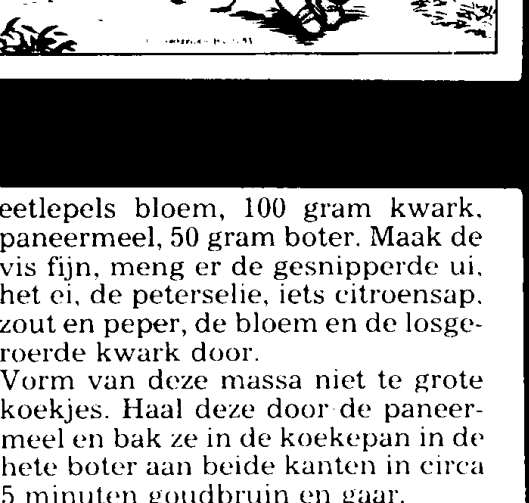 eetlepels bloem, 100 gram kwark,
paneermeel, 50 gram boter. Maak de
vis fijn, meng er de gesnipperde ui,
het ei, de peterselie, iets citroensap,
zout en peper, de bloem en de losge-
roerde kwark door.
Vorm van deze massa niet te grote
koekjes. Haal deze door de paneer-
meel en bak ze in de koekepan in de
hete boter aan beide kanten in circa
5 minuten goudbruin en gaar.